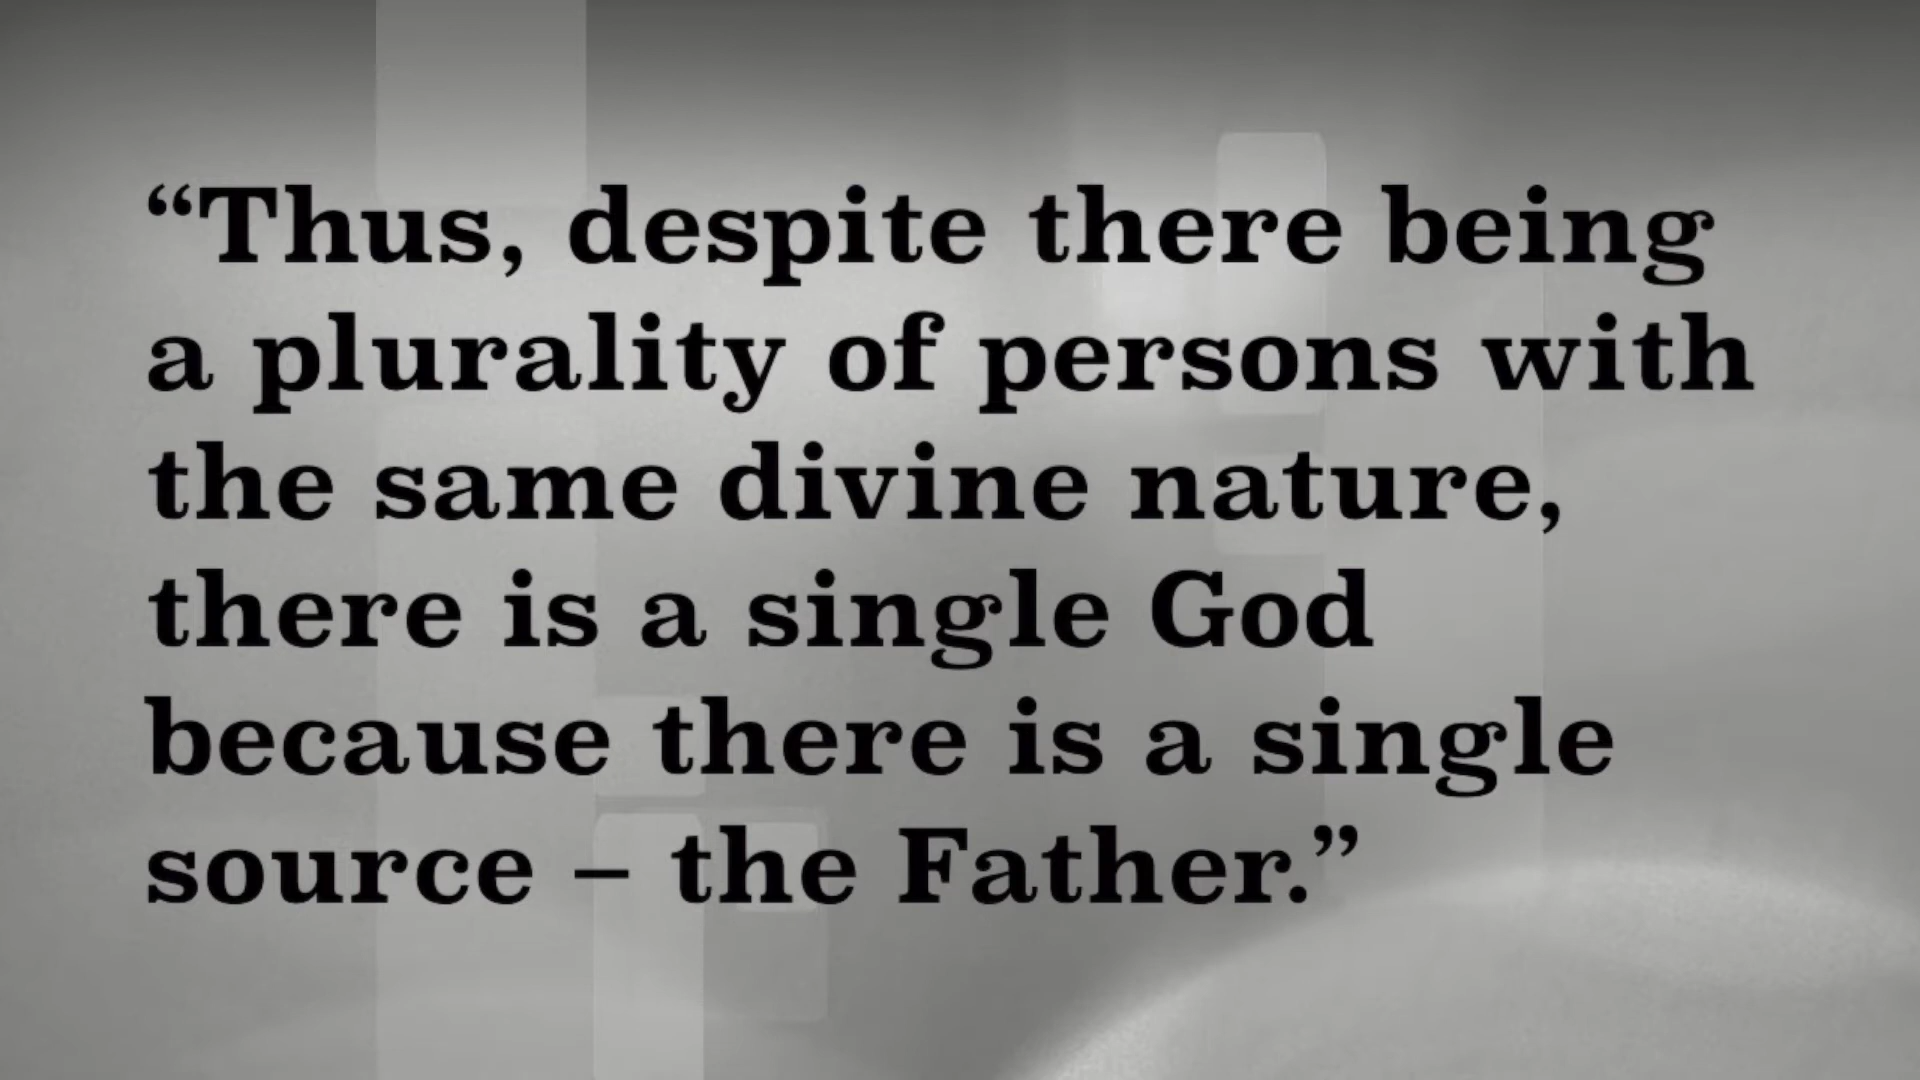 “Thus, despite there being
a plurality of persons with
the same divine nature,
there is a single God
because there is a single
source – the Father.”